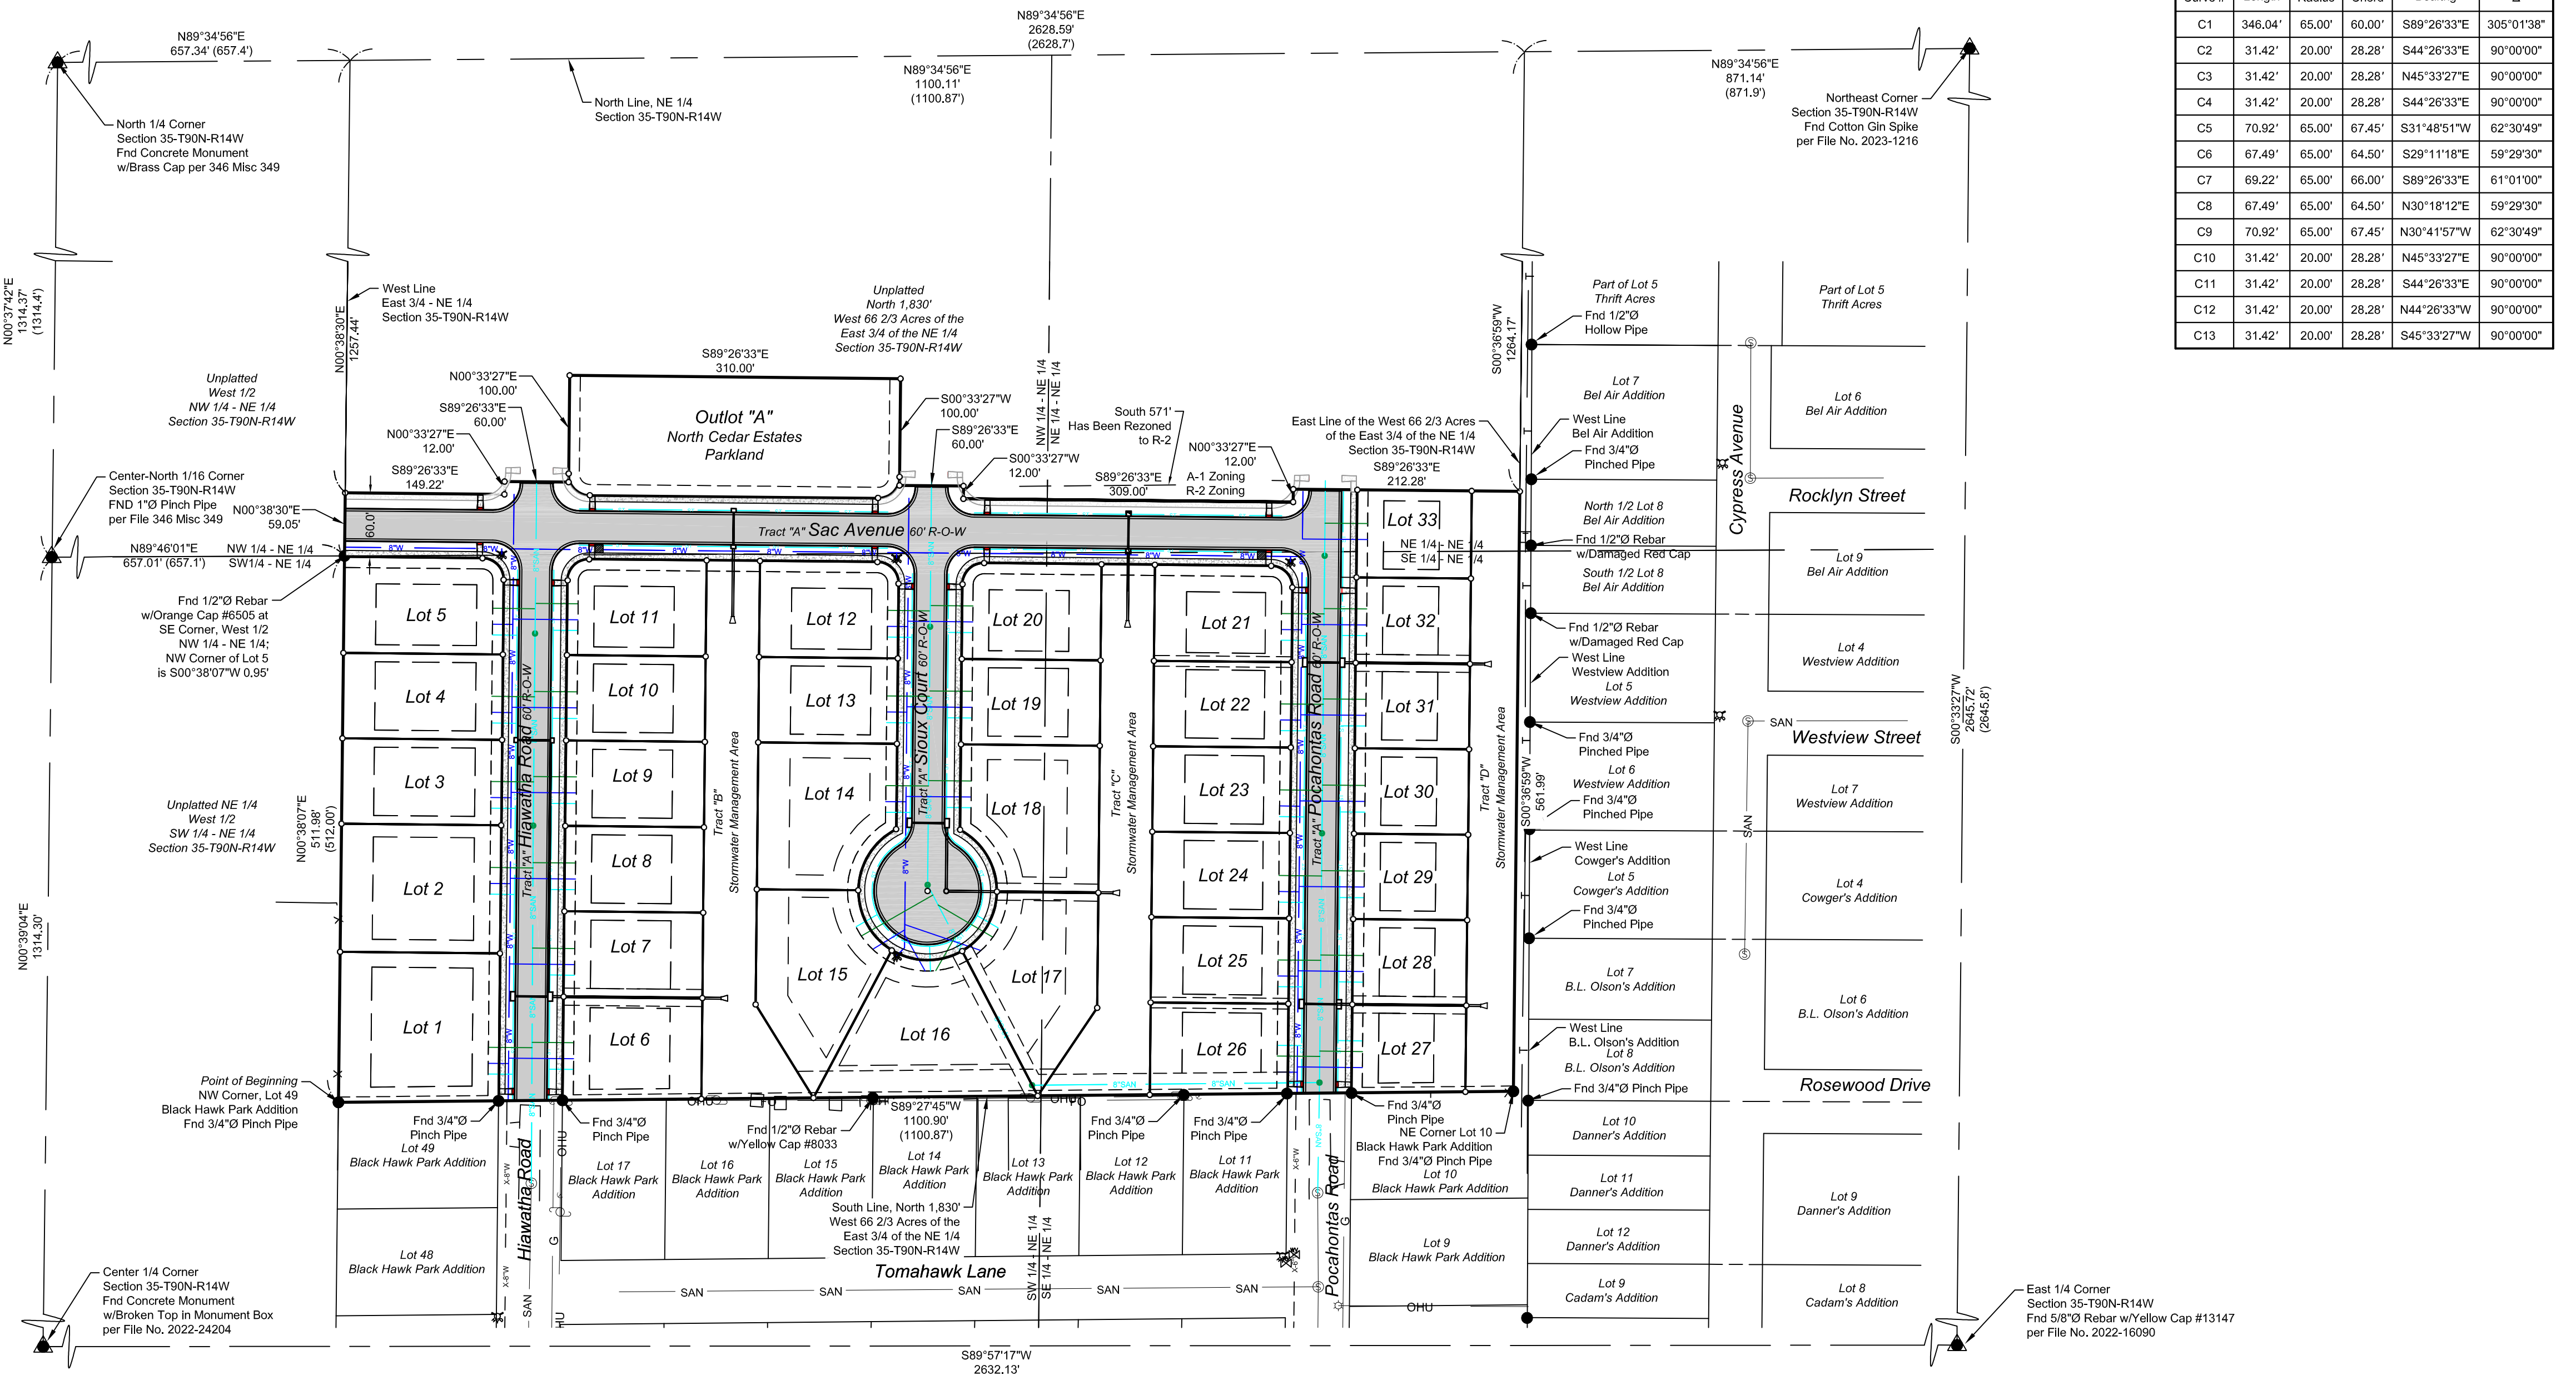 N89°34'56"E
657.34' (657.4')
N89°34'56"E
2628.59'
(2628.7')
N89°34'56"E
1100.11'
(1100.87')
N89°34'56"E
871.14'
(871.9')
North 1/4 Corner
Section 35-T90N-R14W
Fnd Concrete Monument
w/Brass Cap per 346 Misc 349
North Line, NE 1/4
Section 35-T90N-R14W
Northeast Corner
Section 35-T90N-R14W
Fnd Cotton Gin Spike
per File No. 2023-1216
C1 346.04' 65.00' 60.00' S89°26'33"E 305°01'38"
C2 31.42' 20.00' 28.28' S44°26'33"E 90°00'00"
C3 31.42' 20.00' 28.28' N45°33'27"E 90°00'00"
C4 31.42' 20.00' 28.28' S44°26'33"E 90°00'00"
C5 70.92' 65.00' 67.45' S31°48'51"W 62°30'49"
C6 67.49' 65.00' 64.50' S29°11'18"E 59°29'30"
C7 69.22' 65.00' 66.00' S89°26'33"E 61°01'00"
C8 67.49' 65.00' 64.50' N30°18'12"E 59°29'30"
C9 70.92' 65.00' 67.45' N30°41'57"W 62°30'49"
C10 31.42' 20.00' 28.28' N45°33'27"E 90°00'00"
C11 31.42' 20.00' 28.28' S44°26'33"E 90°00'00"
C12 31.42' 20.00' 28.28' N44°26'33"W 90°00'00"
C13 31.42' 20.00' 28.28' S45°33'27"W 90°00'00"
N00°37'42"E
1314.37'
(1314.4')
N00°38'30"E
1257.44'
West Line
East 3/4 - NE 1/4
Section 35-T90N-R14W
Unplatted
North 1,830'
West 66 2/3 Acres of the
East 3/4 of the NE 1/4
Section 35-T90N-R14W
NW 1/4 - NE 1/4
NE 1/4 - NE 1/4
S00°36'59"W
1264.17'
Part of Lot 5
Thrift Acres
Fnd 1/2"Ø
Hollow Pipe
Part of Lot 5
Thrift Acres
Unplatted
West 1/2
NW 1/4 - NE 1/4
Section 35-T90N-R14W
S89°26'33"E
310.00'
N00°33'27"E
100.00'
S89°26'33"E
60.00'
N00°33'27"E
12.00'
S89°26'33"E
149.22'
Outlot "A"
North Cedar Estates
Parkland
S00°33'27"W
100.00'
S89°26'33"E
60.00'
S00°33'27"W
12.00'
South 571'
Has Been Rezoned
to R-2
S89°26'33"E
309.00'
N00°33'27"E
12.00'
A-1 Zoning
R-2 Zoning
East Line of the West 66 2/3 Acres
of the East 3/4 of the NE 1/4
Section 35-T90N-R14W
S89°26'33"E
212.28'
Lot 7
Bel Air Addition
West Line
Bel Air Addition
Fnd 3/4"Ø
Pinched Pipe
Lot 6
Bel Air Addition
Cypress Avenue
Rocklyn Street
Center-North 1/16 Corner
Section 35-T90N-R14W
FND 1"Ø Pinch Pipe
per File 346 Misc 349
N00°38'30"E
59.05'
60.0'
N89°46'01"E
657.01' (657.1')
NW 1/4 - NE 1/4
SW1/4 - NE 1/4
Tract "A" Sac Avenue 60' R-O-W
8"W 8"W 8"W 8"W 8"W 8"W 8"W 8"W
Lot 33
NE 1/4 - NE 1/4
SE 1/4 - NE 1/4
North 1/2 Lot 8
Bel Air Addition
Fnd 1/2"Ø Rebar
w/Damaged Red Cap
South 1/2 Lot 8
Bel Air Addition
Lot 9
Bel Air Addition
Fnd 1/2"Ø Rebar
w/Orange Cap #6505 at
SE Corner, West 1/2
NW 1/4 - NE 1/4;
NW Corner of Lot 5
is S00°38'07"W 0.95'
Lot 5
Lot 11
Lot 12
Lot 20
Lot 21
Lot 32
Fnd 1/2"Ø Rebar
w/Damaged Red Cap
West Line
Westview Addition
Lot 5
Westview Addition
Lot 4
Westview Addition
Lot 4
Lot 10
Lot 13
Lot 19
Lot 22
Lot 31
Fnd 3/4"Ø
Pinched Pipe
SAN
Westview Street
S00°33'27"W
2645.72'
(2645.8')
Tract "A" Hiawatha Road 60' R-O-W
Tract "A" Sioux Court 60' R-O-W
Tract "A" Pocahontas Road 60' R-O-W
Tract "B"
Stormwater Management Area
Tract "C"
Stormwater Management Area
Tract "D"
Stormwater Management Area
S00°36'59"W
561.99'
Lot 3
Lot 9
Lot 14
Lot 18
Lot 23
Lot 30
Lot 6
Westview Addition
Fnd 3/4"Ø
Pinched Pipe
Lot 7
Westview Addition
SAN
Unplatted NE 1/4
West 1/2
SW 1/4 - NE 1/4
Section 35-T90N-R14W
N00°38'07"E
511.98'
(512.00')
Lot 2
Lot 8
Lot 24
Lot 29
West Line
Cowger's Addition
Lot 5
Cowger's Addition
Fnd 3/4"Ø
Pinched Pipe
Lot 4
Cowger's Addition
N00°39'04"E
1314.30'
Lot 7
Lot 15
Lot 17
Lot 25
Lot 28
Lot 7
B.L. Olson's Addition
Lot 6
B.L. Olson's Addition
Lot 1
Lot 6
Lot 16
Lot 26
Lot 27
West Line
B.L. Olson's Addition
Lot 8
B.L. Olson's Addition
Fnd 3/4"Ø Pinch Pipe
Rosewood Drive
8"SAN 8"SAN
Point of Beginning
NW Corner, Lot 49
Black Hawk Park Addition
Fnd 3/4"Ø Pinch Pipe
Fnd 3/4"Ø
Pinch Pipe
Fnd 3/4"Ø
Pinch Pipe
Fnd 1/2"Ø Rebar
w/Yellow Cap #8033
S89°27'45"W
1100.90'
(1100.87')
Fnd 3/4"Ø
Pinch Pipe
Fnd 3/4"Ø
Pinch Pipe
Fnd 3/4"Ø
Pinch Pipe
NE Corner Lot 10
Black Hawk Park Addition
Fnd 3/4"Ø Pinch Pipe
Lot 49
Black Hawk Park Addition
Lot 17
Black Hawk Park
Addition
Lot 16
Black Hawk Park
Addition
Lot 15
Black Hawk Park
Addition
Lot 14
Black Hawk Park
Addition
Lot 13
Black Hawk Park
Addition
Lot 12
Black Hawk Park
Addition
Lot 11
Black Hawk Park
Addition
Lot 10
Black Hawk Park Addition
Lot 10
Danner's Addition
Lot 11
Danner's Addition
Lot 9
Danner's Addition
Hiawatha Road
OHU
X-8"W
X-8"W
G
SAN
South Line, North 1,830'
West 66 2/3 Acres of the
East 3/4 of the NE 1/4
Section 35-T90N-R14W
SW 1/4 - NE 1/4
SE 1/4 - NE 1/4
Pocahontas Road
X-6"W
G
Lot 48
Black Hawk Park Addition
Lot 9
Black Hawk Park Addition
Lot 12
Danner's Addition
Tomahawk Lane
SAN SAN SAN SAN SAN
OHU
Lot 9
Cadam's Addition
Lot 8
Cadam's Addition
Center 1/4 Corner
Section 35-T90N-R14W
Fnd Concrete Monument
w/Broken Top in Monument Box
per File No. 2022-24204
East 1/4 Corner
Section 35-T90N-R14W
Fnd 5/8"Ø Rebar w/Yellow Cap #13147
per File No. 2022-16090
S89°57'17"W
2632.13'